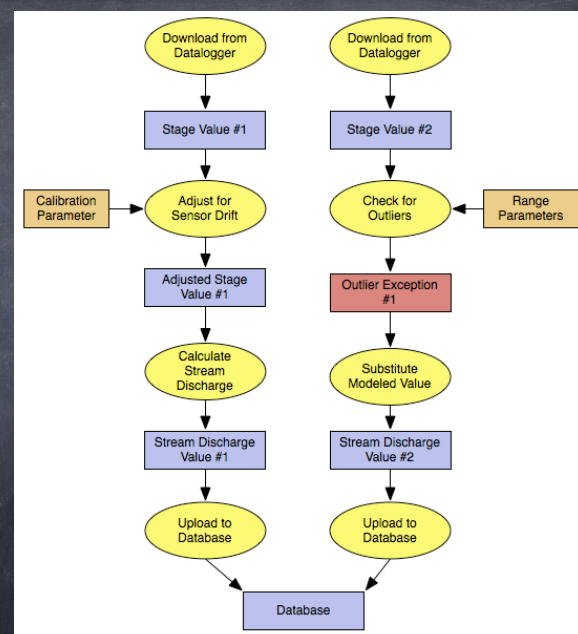 Download from
Datalogger
Download from
Datalogger
Stage Value #1
Stage Value #2
Calibration
Parameter
Adjust for
Sensor Drift
Check for
Outliers
Range
Parameters
Adjusted Stage
Value #1
Outlier Exception
#1
Calculate
Stream
Discharge
Substitute
Modeled Value
Stream Discharge
Value #1
Stream Discharge
Value #2
Upload to
Database
Upload to
Database
Database